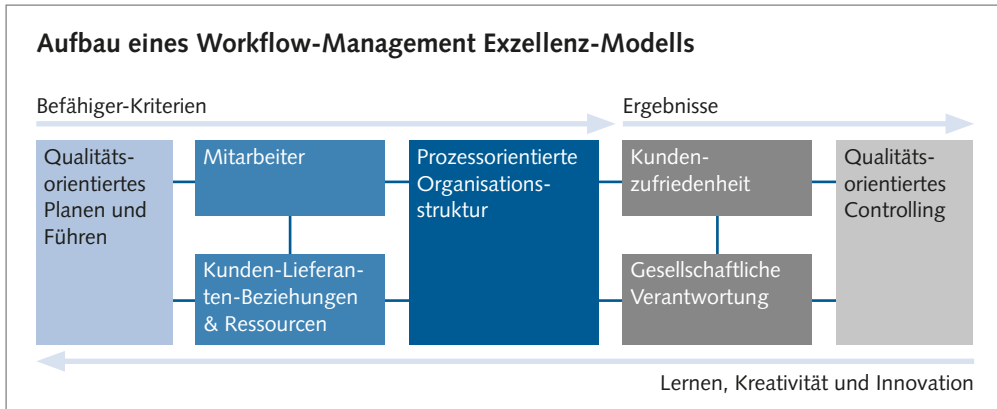 Aufbau eines Workflow-Management Exzellenz-Modells
Befähiger-Kriterien
Ergebnisse
Qualitäts-
orientiertes
Planen und
Führen
Mitarbeiter
Kunden-Lieferan-
ten-Beziehungen
& Ressourcen
Prozessorientierte
Organisations-
struktur
Kunden-
zufriedenheit
Gesellschaftliche
Verantwortung
Qualitäts-
orientiertes
Controlling
Lernen, Kreativität und Innovation